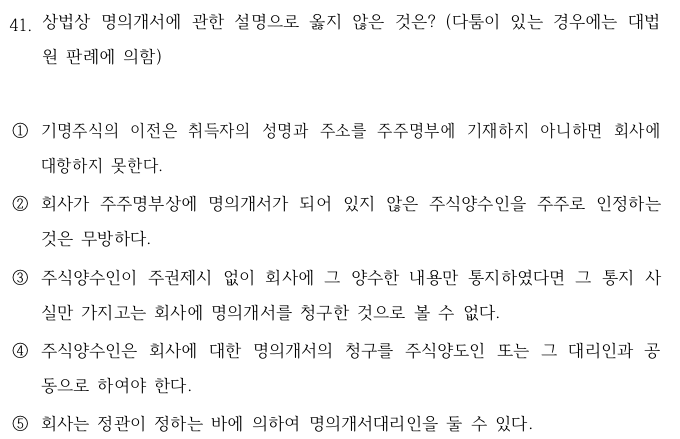 41. 상법상 명의개서에 관한 설명으로 옳지 않은 것은? (다툼이 있는 경우에는 대법
원 판례에 의함)
① 기명주식의 이전은 취득자의 성명과 주소를 주주명부에 기재하지 아니하면 회사에
대항하지 못한다.
② 회사가 주주명부상에 명의개서가 되어 있지 않은 주식양수인을 주주로 인정하는
것은 무방하다.
③ 주식양수인이 주권제시 없이 회사에 그 양수한 내용만 통지하였다면 그 통지 사
실만 가지고는 회사에 명의개서를 청구한 것으로 볼 수 없다.
④ 주식양수인은 회사에 대한 명의개서의 청구를 주식양도인 또는 그 대리인과 공
동으로 하여야 한다.
⑤ 회사는 정관이 정하는 바에 의하여 명의개서대리인을 둘 수 있다.